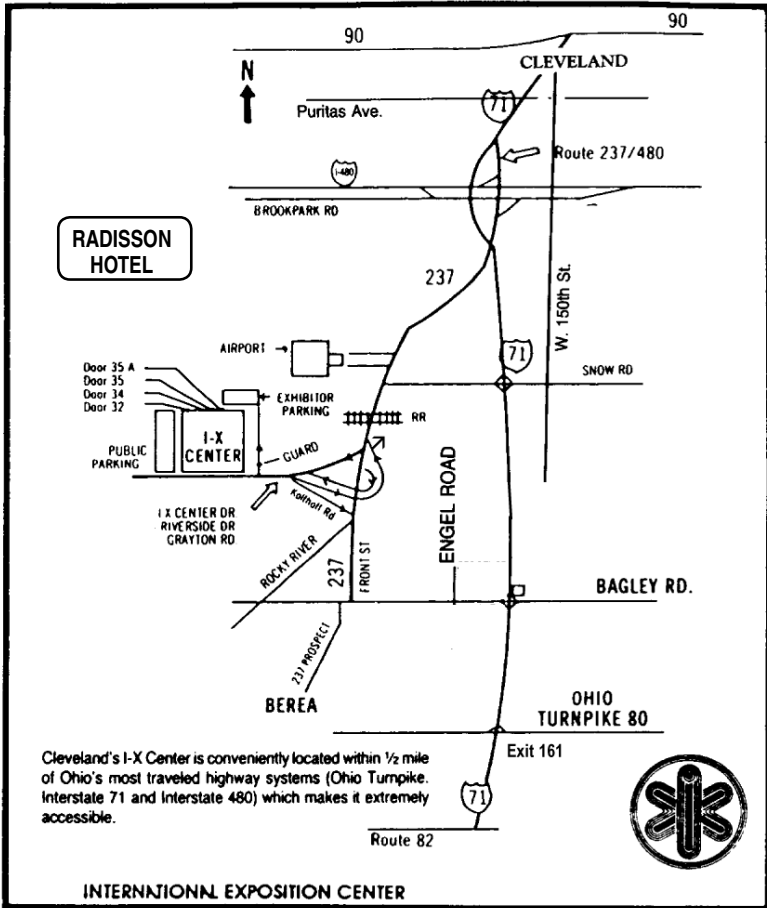 90
90
CLEVELAND
N
71
Puritas Ave.
Route 237/480
I-480
BROOKPARK RD
RADISSON
HOTEL
237
W. 150th St.
AIRPORT
71
SNOW RD
Door 35 A
Door 35
Door 34
Door 32
EXHIBITOR
PARKING
RR
I-X
CENTER
PUBLIC
PARKING
GUARD
I X CENTER DR
RIVERSIDE DR
GRAYTON RD
ENGEL ROAD
ROCKY RIVER
237
FRONT ST
BAGLEY RD.
237 PROSPECT
BEREA
OHIO
TURNPIKE 80
Exit 161
Cleveland's I-X Center is conveniently located within ½ mile
of Ohio's most traveled highway systems (Ohio Turnpike.
Interstate 71 and Interstate 480) which makes it extremely
accessible.
71
Route 82
INTERNATIONAL EXPOSITION CENTER